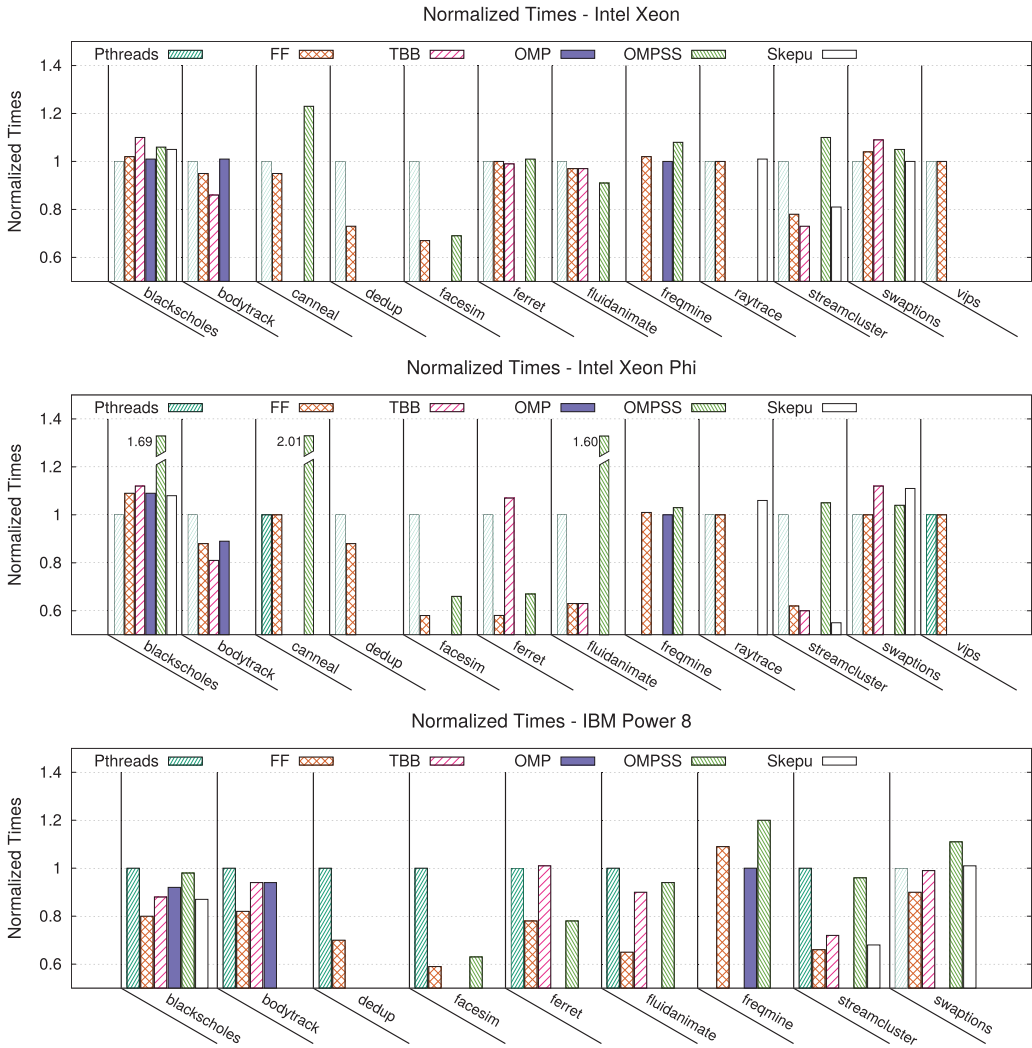 Normalized Times - Intel Xeon
Pthreads FF TBB OMP OMPSS Skepu
Normalized Times
1.4
1.2
1
0.8
0.6
blackscholes bodytrack canneal dedup facesim ferret fluidanimate freqmine raytrace streamcluster swaptions vips
Normalized Times - Intel Xeon Phi
Pthreads FF TBB OMP OMPSS Skepu
Normalized Times
1.4
1.69 2.01 1.60
1.2
1
0.8
0.6
blackscholes bodytrack canneal dedup facesim ferret fluidanimate freqmine raytrace streamcluster swaptions vips
Normalized Times - IBM Power 8
Pthreads FF TBB OMP OMPSS Skepu
Normalized Times
1.4
1.2
1
0.8
0.6
blackscholes bodytrack dedup facesim ferret fluidanimate freqmine streamcluster swaptions